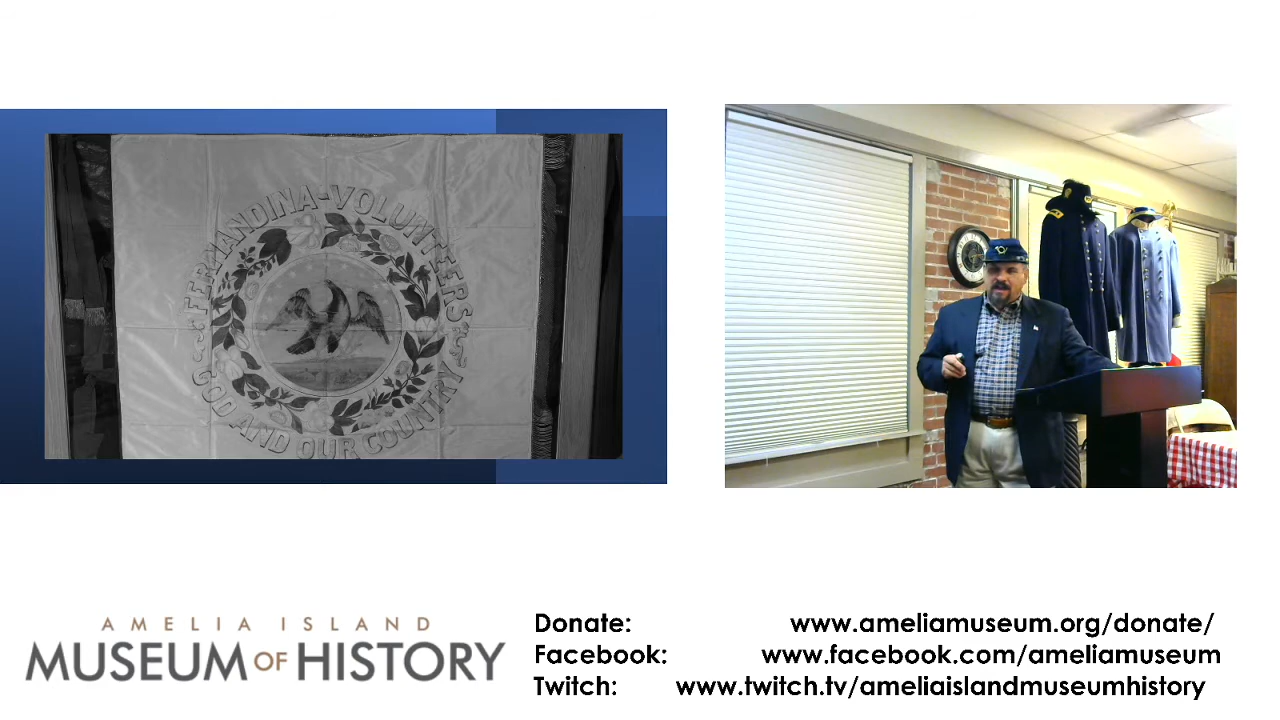 FERNANDINA-VOLUNTEERS
GOD AND OUR COUNTRY
AMELIA ISLAND
MUSEUM OF HISTORY
Donate: www.ameliamuseum.org/donate/
Facebook: www.facebook.com/ameliamuseum
Twitch: www.twitch.tv/ameliaislandmuseumhistory